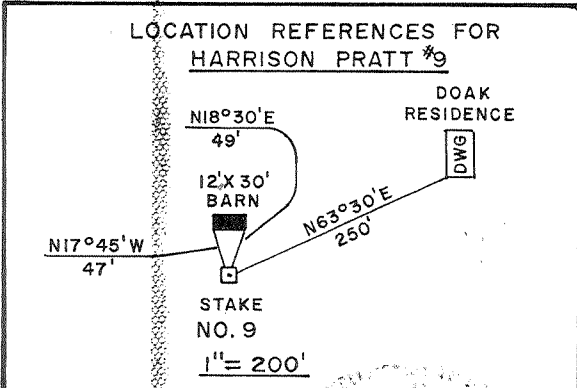 LOCATION REFERENCES FOR
HARRISON PRATT #9
DOAK
RESIDENCE
DWG
N18°30'E
49'
12'X 30'
BARN
N63°30'E
250'
N17°45'W
47'
STAKE
NO. 9
1"= 200'